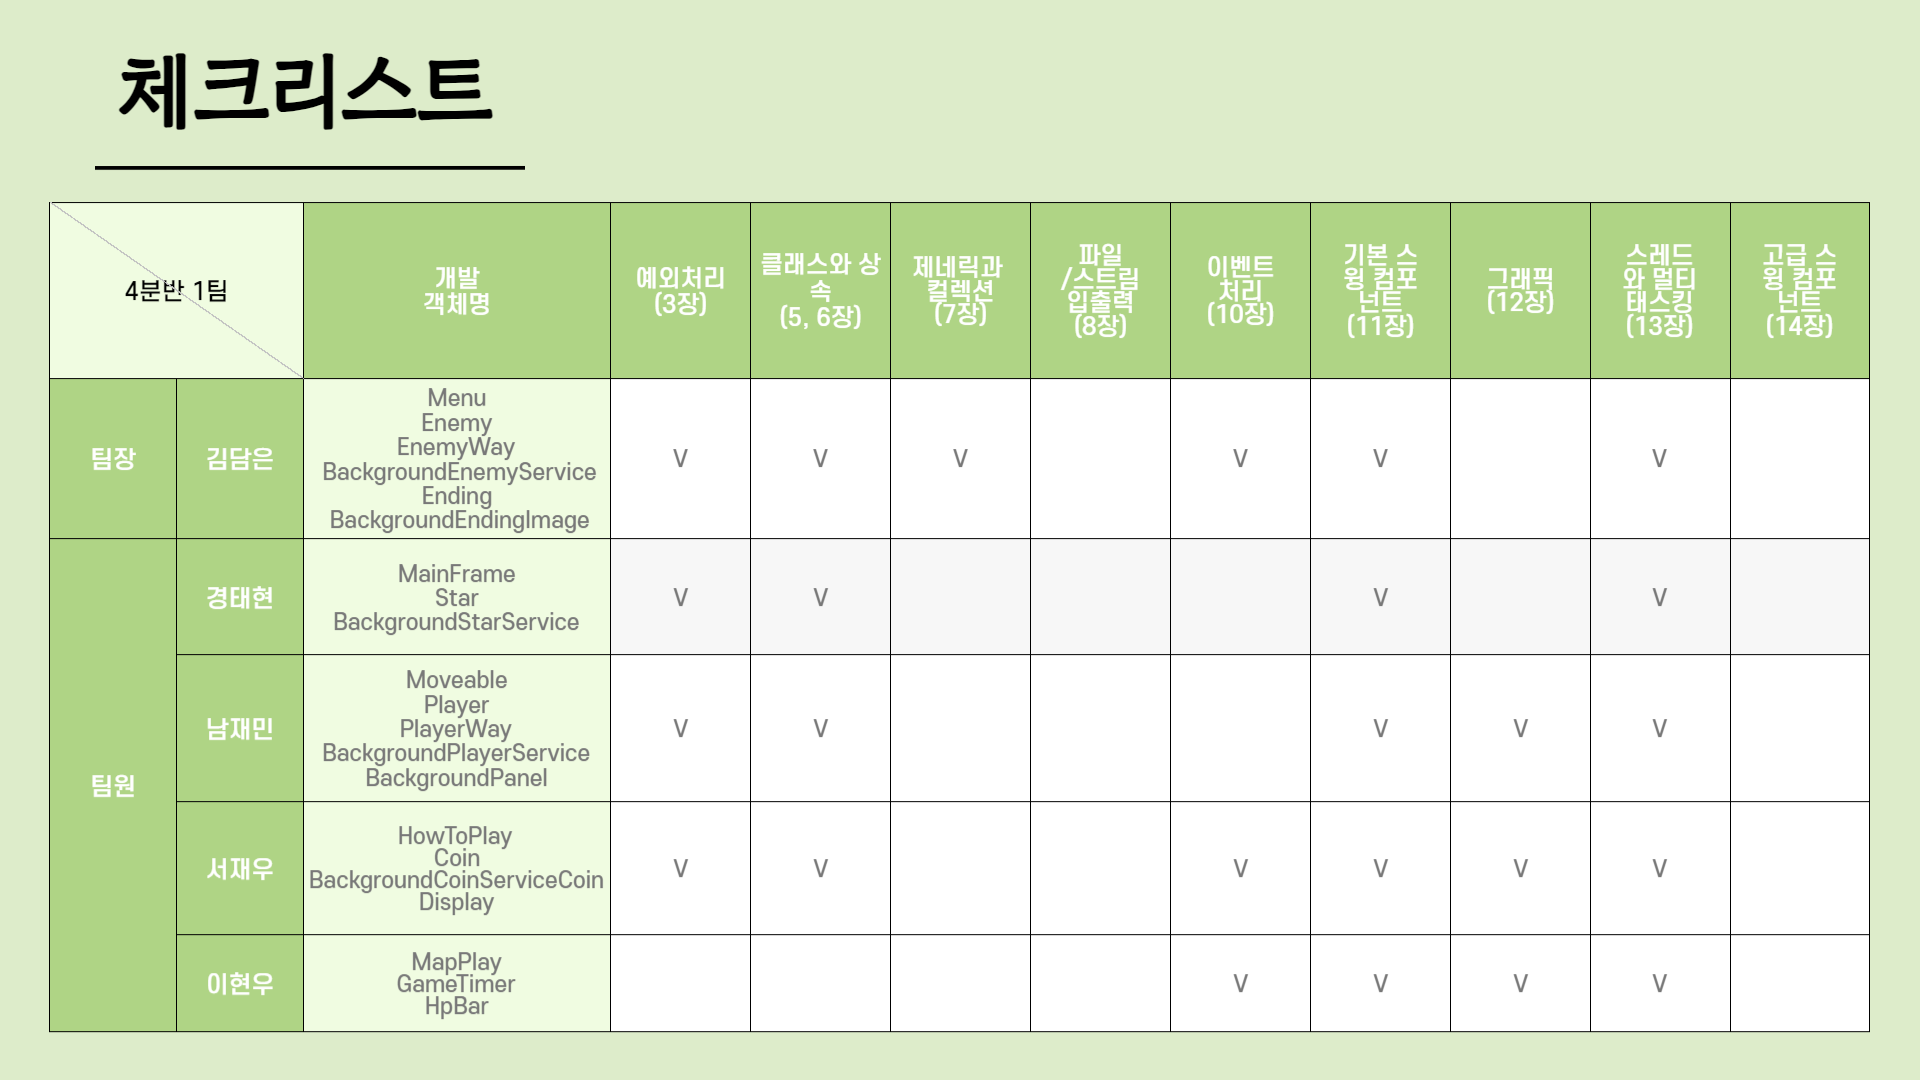 체크리스트
4분반 1팀
개발
객체명
예외처리
(3장)
클래스와 상
속
(5, 6장)
제네릭과
컬렉션
(7장)
파일
/스트림
입출력
(8장)
이벤트
처리
(10장)
기본 스
윙 컴포
넌트
(11장)
그래픽
(12장)
스레드
와 멀티
태스킹
(13장)
고급 스
윙 컴포
넌트
(14장)
팀장
김담은
Menu
Enemy
EnemyWay
BackgroundEnemyService
Ending
BackgroundEndingImage
V V V V V V
팀원
경태현
MainFrame
Star
BackgroundStarService
V V V V
남재민
Moveable
Player
PlayerWay
BackgroundPlayerService
BackgroundPanel
V V V V V
서재우
HowToPlay
Coin
BackgroundCoinServiceCoin
Display
V V V V V V
이현우
MapPlay
GameTimer
HpBar
V V V V